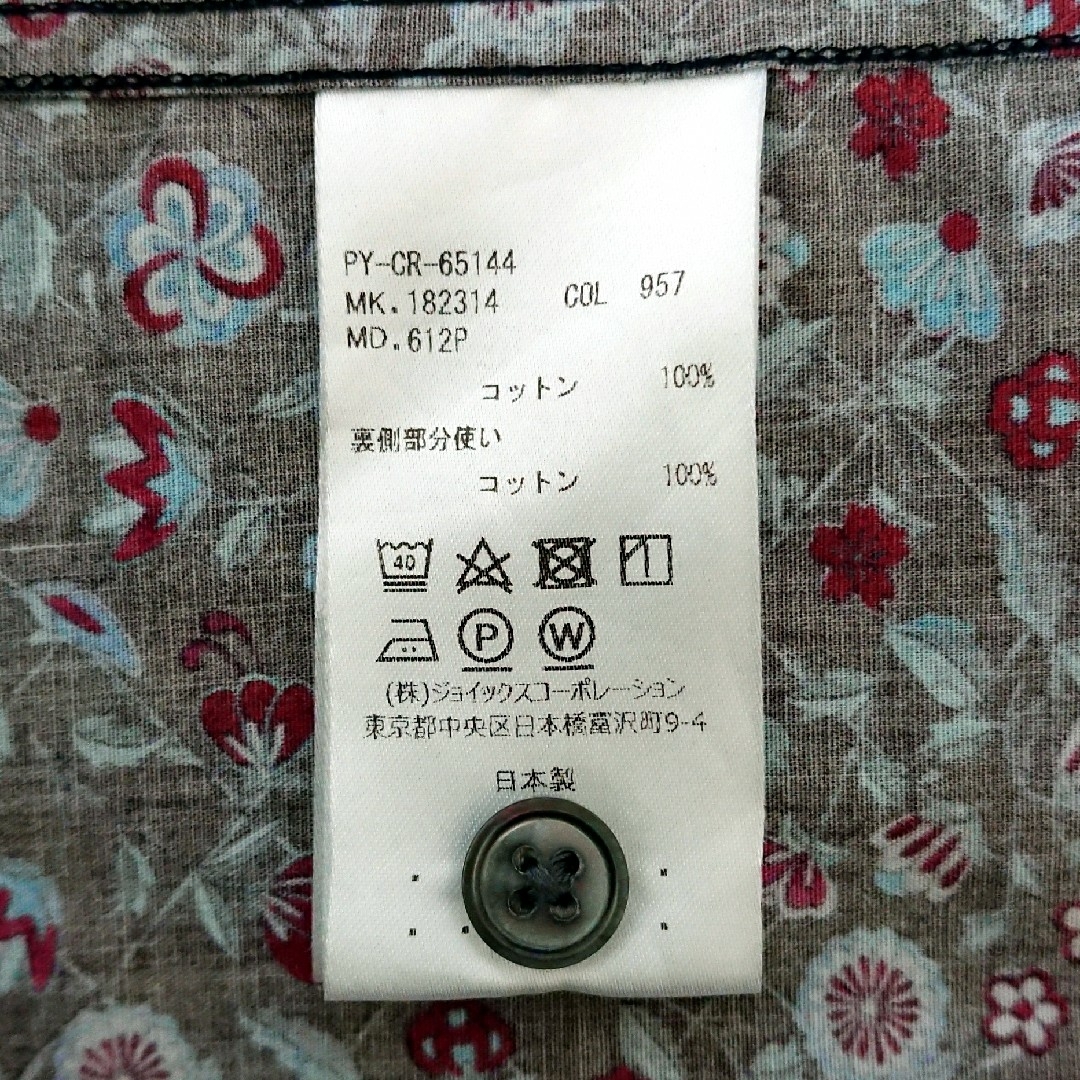 PY-CR-65144
MK.182314 COL 957
MD.612P
コットン 100%
裏側部分使い
コットン 100%
40
P W
(株)ジョイックスコーポレーション
東京都中央区日本橋富沢町9-4
日本製